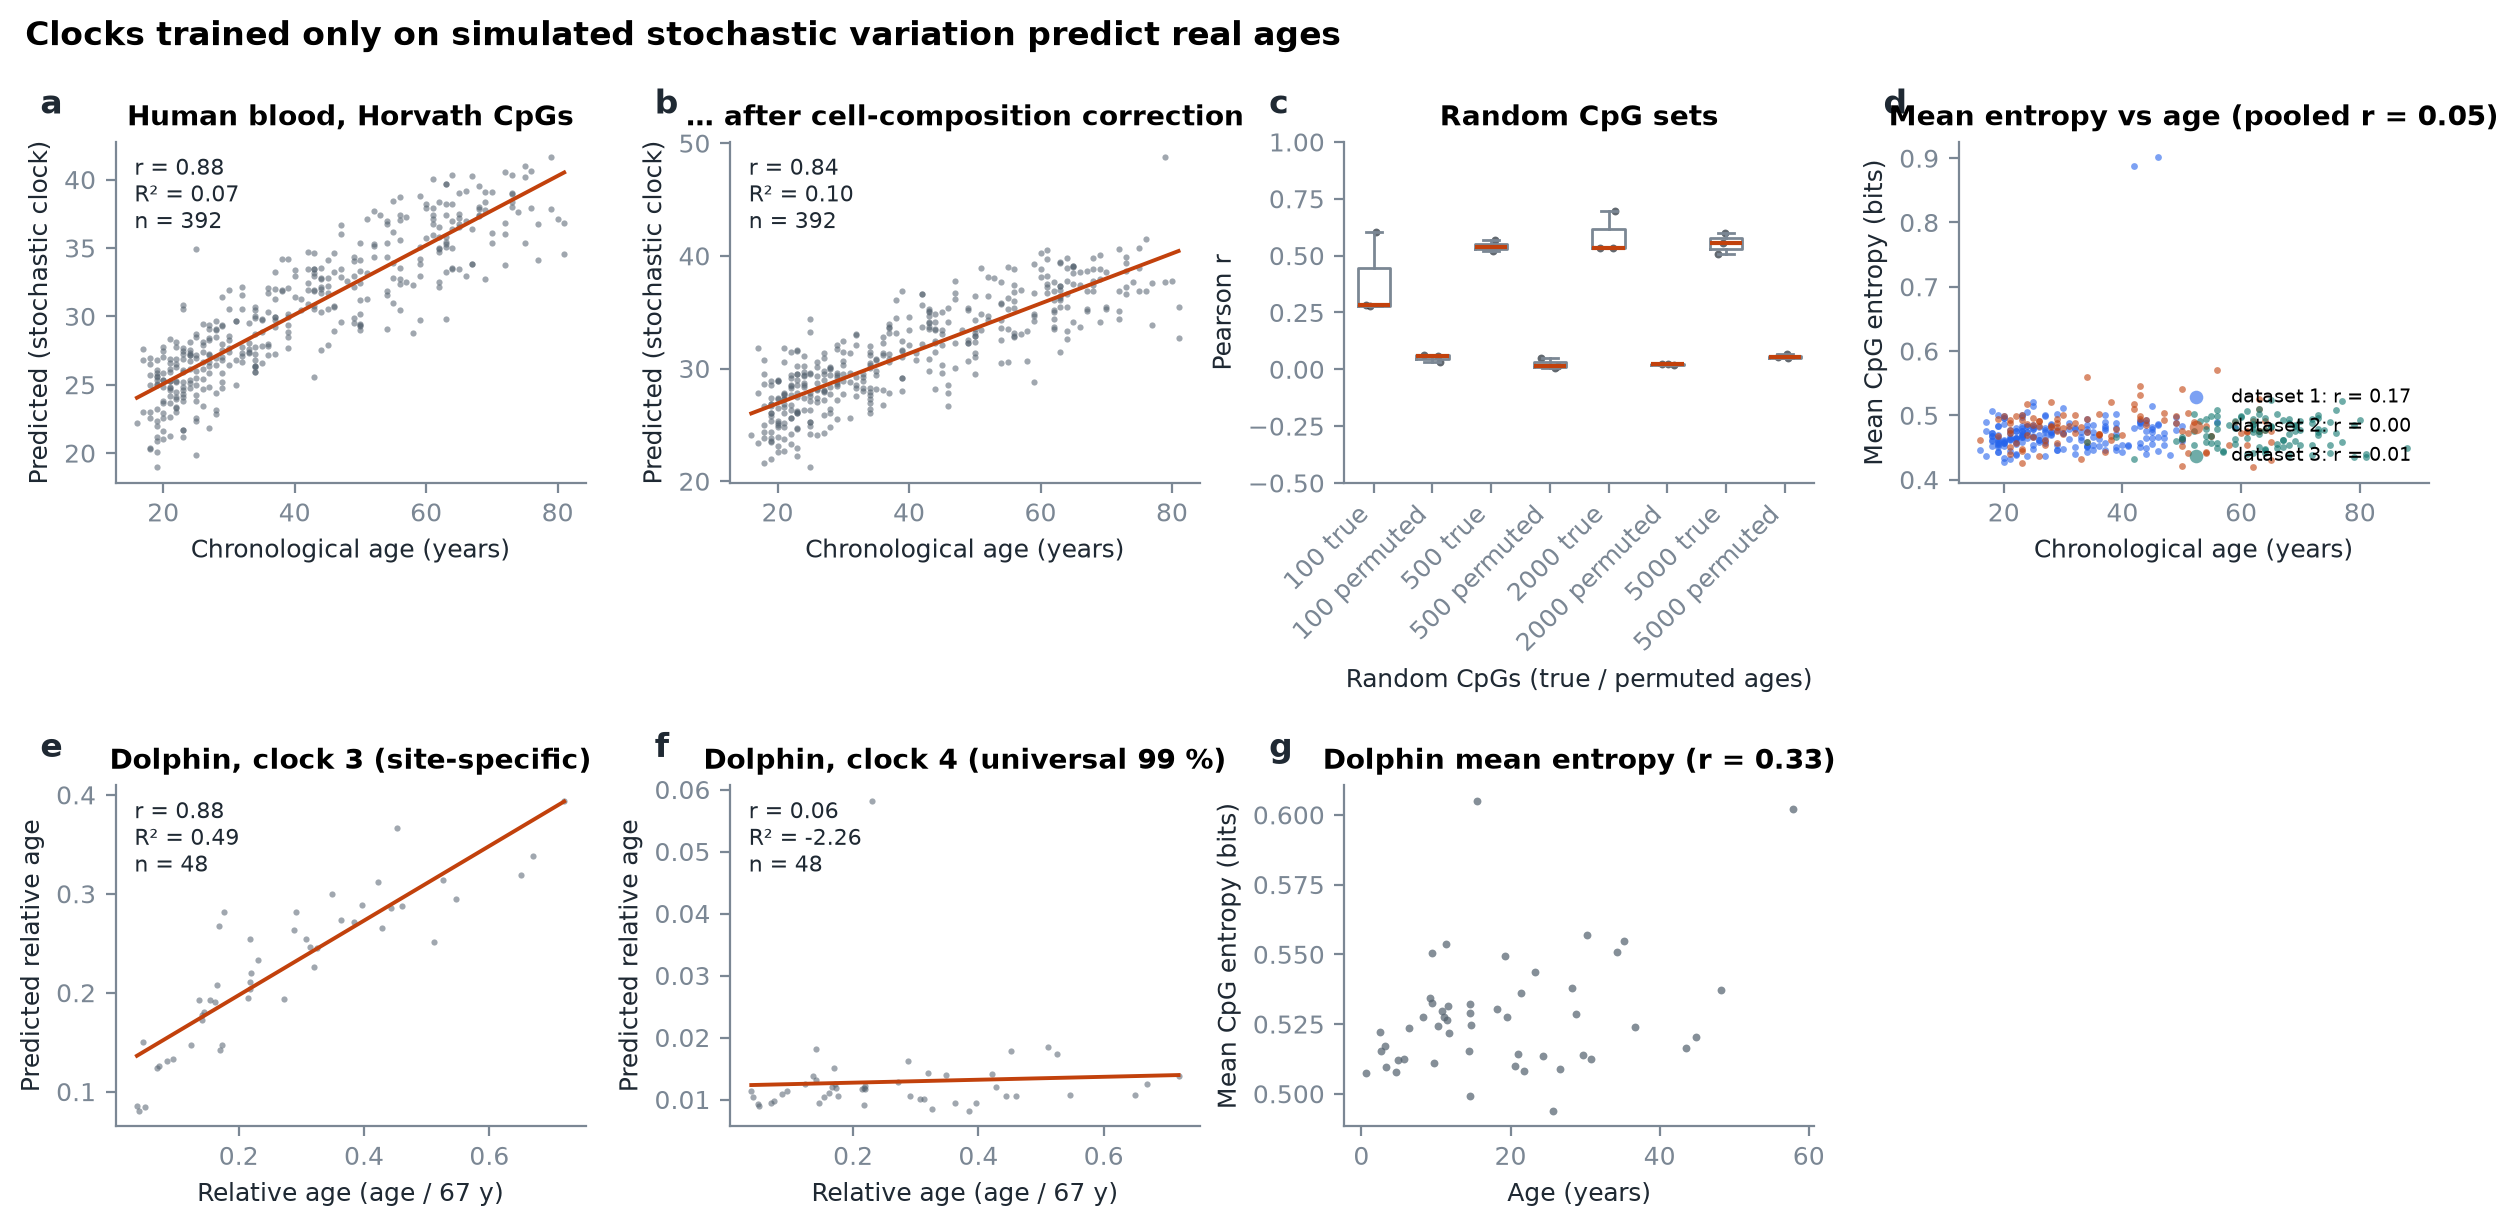 Clocks trained only on simulated stochastic variation predict real ages
a
Human blood, Horvath CpGs
r = 0.88
R² = 0.07
n = 392
Predicted (stochastic clock)
40
35
30
25
20
20
40
60
80
Chronological age (years)
b
... after cell-composition correction
r = 0.84
R² = 0.10
n = 392
Predicted (stochastic clock)
50
40
30
20
20
40
60
80
Chronological age (years)
c
Random CpG sets
Pearson r
1.00
0.75
0.50
0.25
0.00
−0.25
−0.50
100 true
100 permuted
500 true
500 permuted
2000 true
2000 permuted
5000 true
5000 permuted
Random CpGs (true / permuted ages)
d
Mean entropy vs age (pooled r = 0.05)
Mean CpG entropy (bits)
0.9
0.8
0.7
0.6
0.5
0.4
dataset 1: r = 0.17
dataset 2: r = 0.00
dataset 3: r = 0.01
20
40
60
80
Chronological age (years)
e
Dolphin, clock 3 (site-specific)
r = 0.88
R² = 0.49
n = 48
Predicted relative age
0.4
0.3
0.2
0.1
0.2
0.4
0.6
Relative age (age / 67 y)
f
Dolphin, clock 4 (universal 99 %)
r = 0.06
R² = -2.26
n = 48
Predicted relative age
0.06
0.05
0.04
0.03
0.02
0.01
0.2
0.4
0.6
Relative age (age / 67 y)
g
Dolphin mean entropy (r = 0.33)
Mean CpG entropy (bits)
0.600
0.575
0.550
0.525
0.500
0
20
40
60
Age (years)